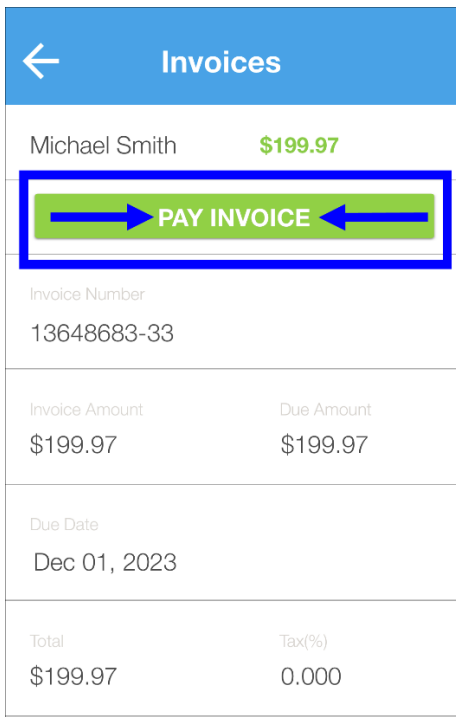 Invoices
Michael Smith $199.97
PAY INVOICE
Invoice Number
13648683-33
Invoice Amount Due Amount
$199.97 $199.97
Due Date
Dec 01, 2023
Total Tax(%)
$199.97 0.000